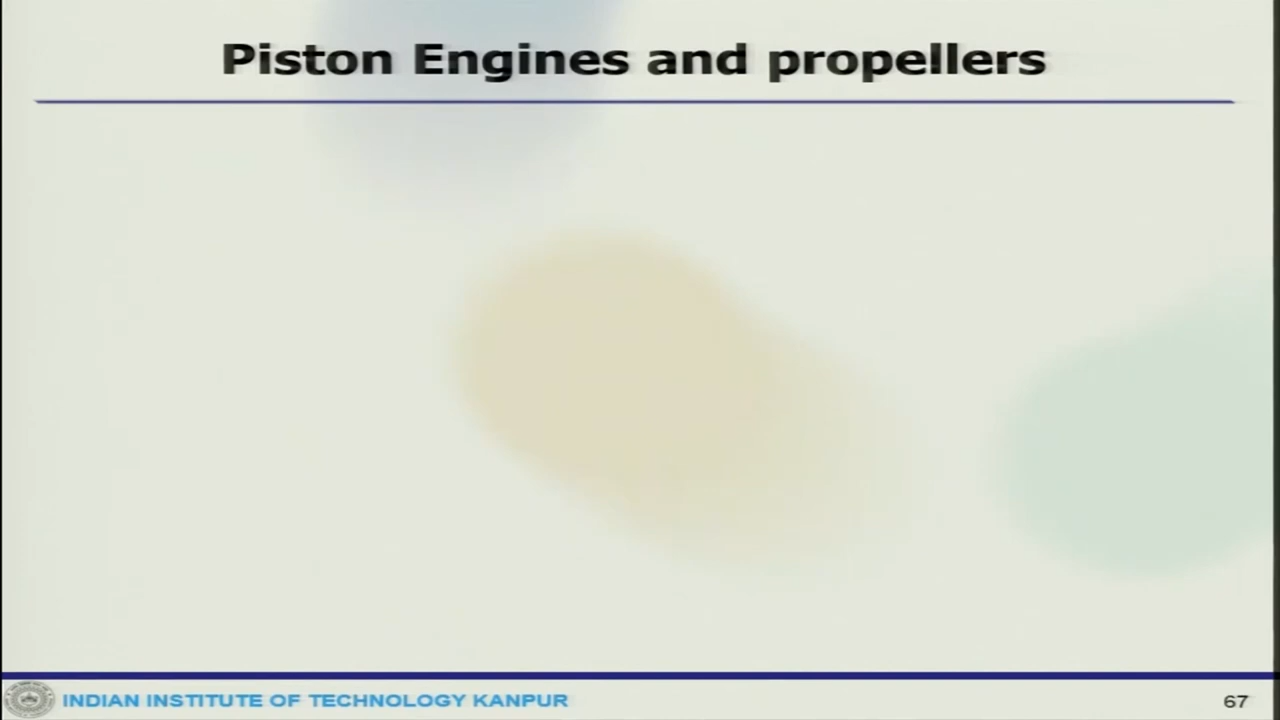 Piston Engines and propellers
INDIAN INSTITUTE OF TECHNOLOGY KANPUR
67